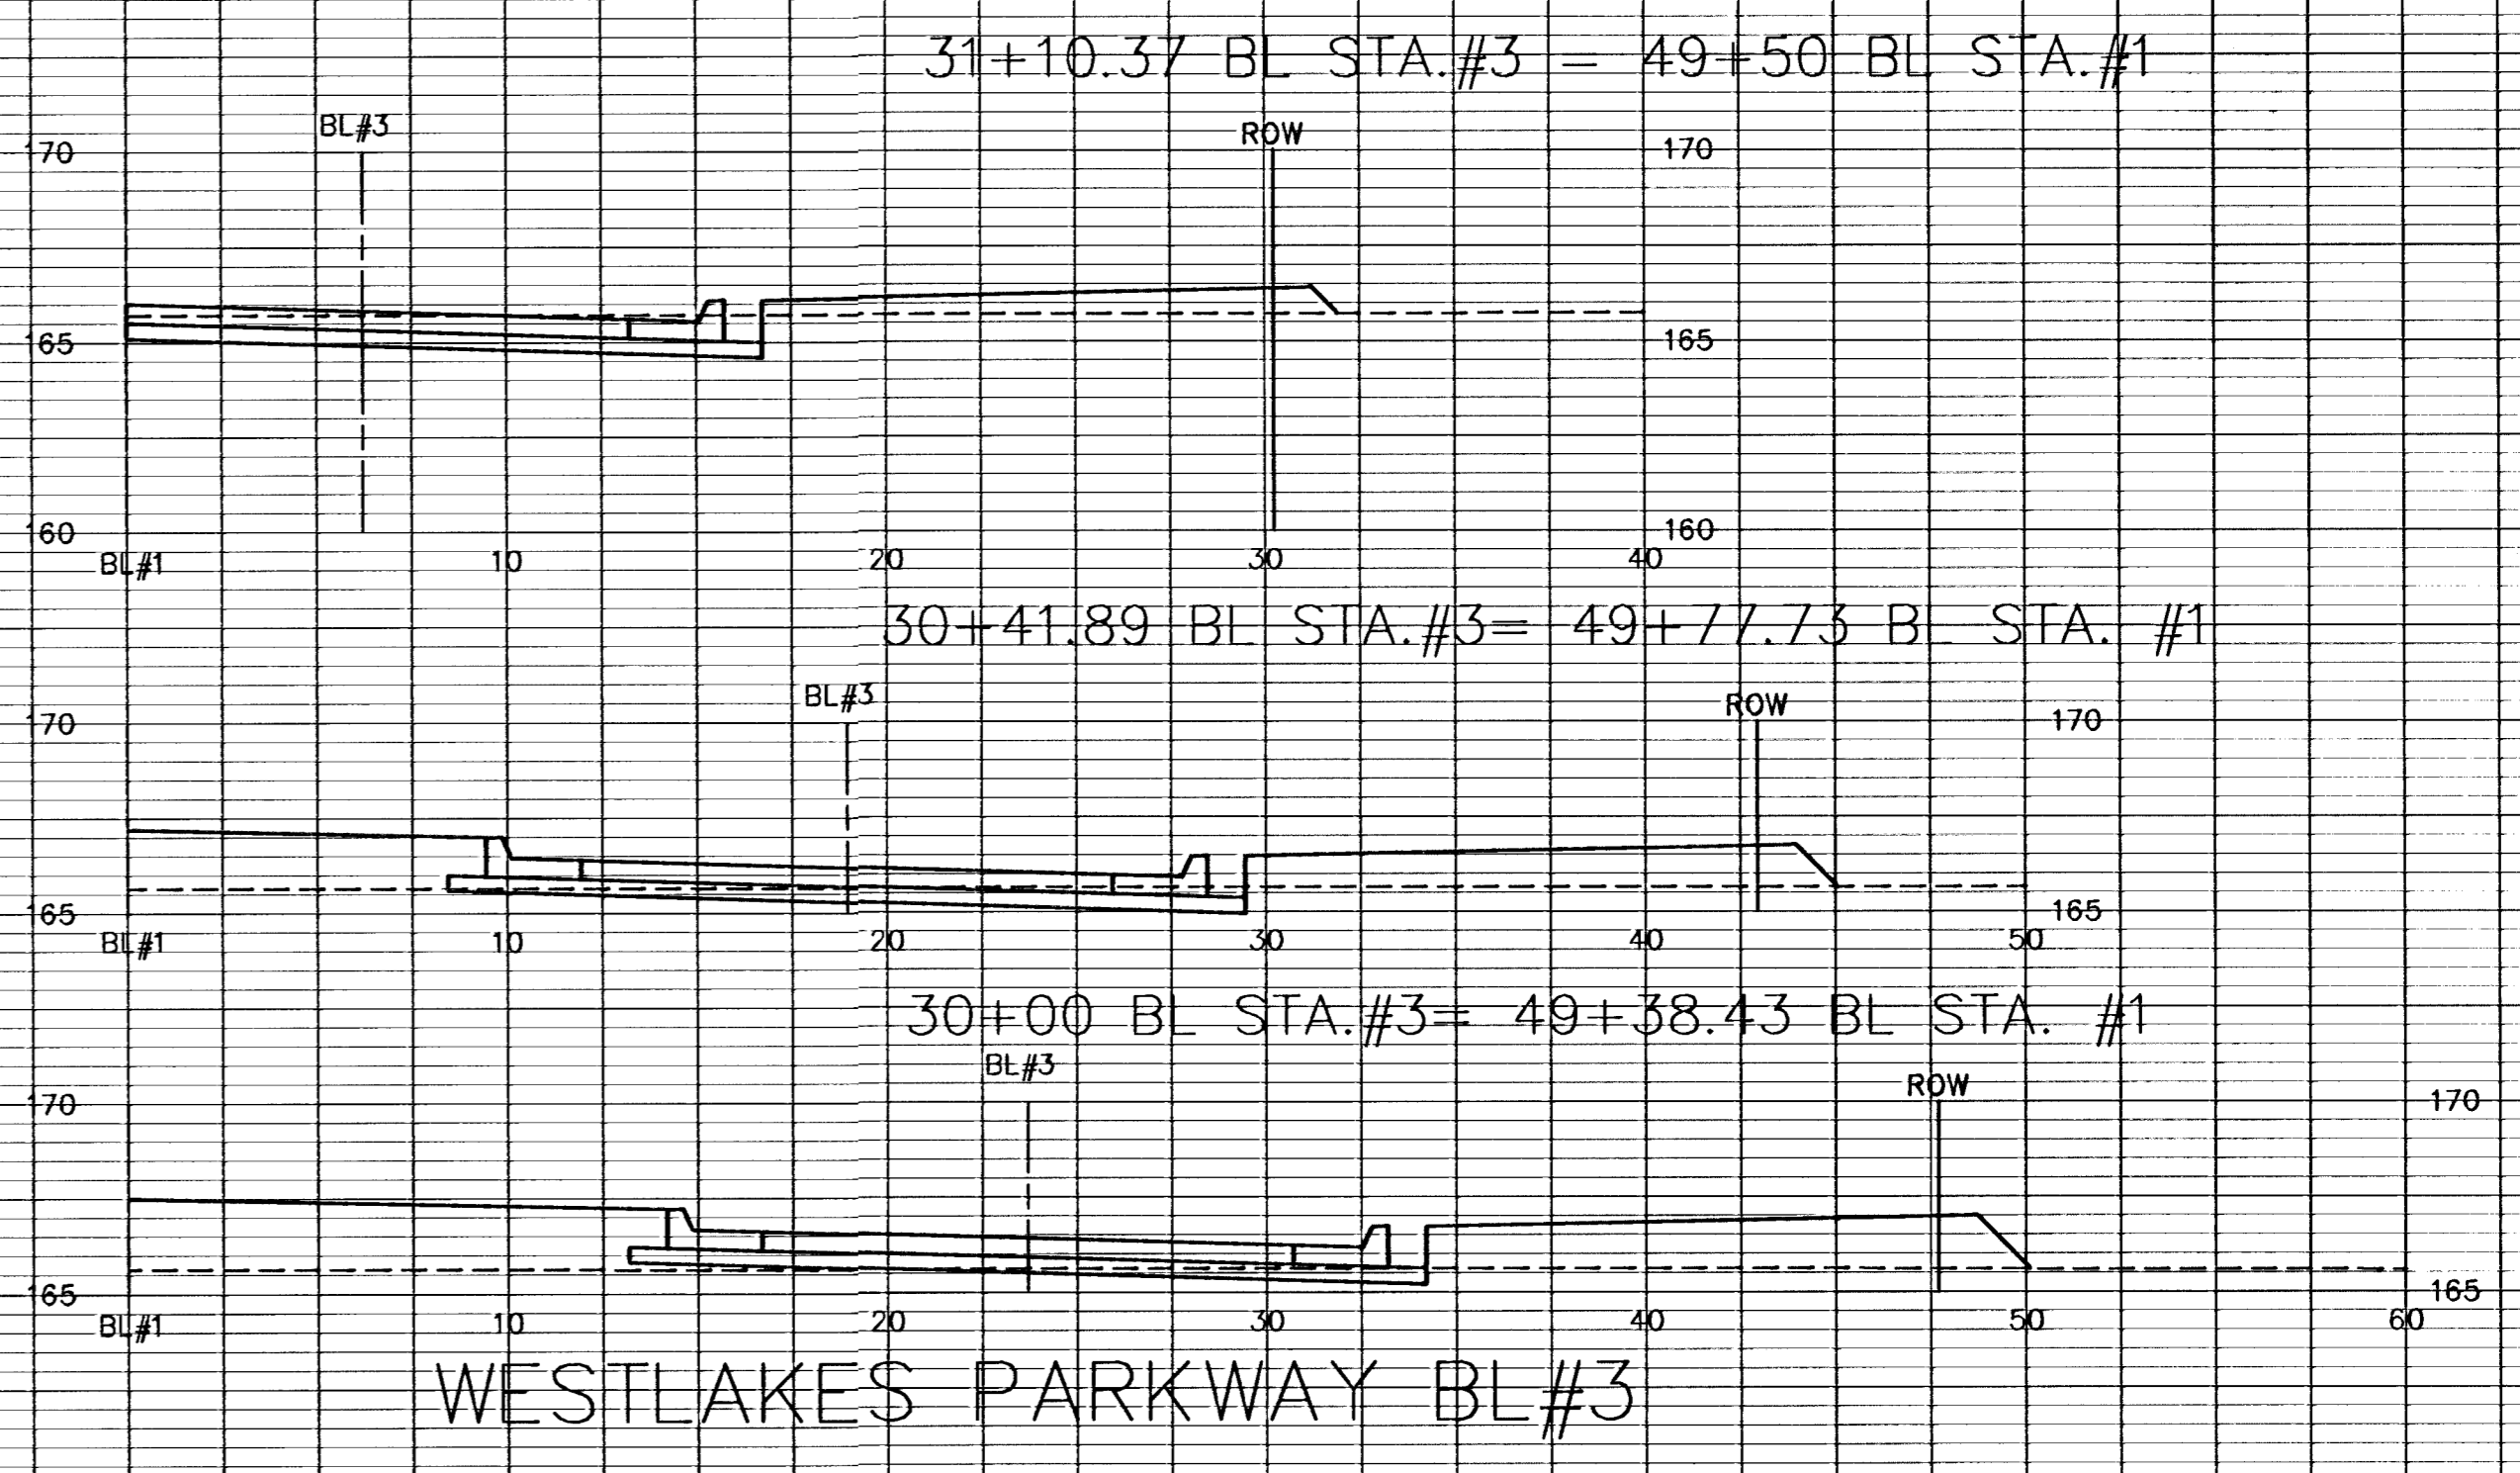 31+10.37 BL STA.#3 = 49+50 BL STA.#1
BL#3 ROW
170 170
165 165
160 160
BL#1 10 20 30 40
30+41.89 BL STA.#3= 49+77.73 BL STA. #1
BL#3 ROW
170 170
165 165
BL#1 10 20 30 40 50
30+00 BL STA.#3= 49+38.43 BL STA. #1
BL#3 ROW
170 170
165 165
BL#1 10 20 30 40 50 60
WESTLAKES PARKWAY BL#3